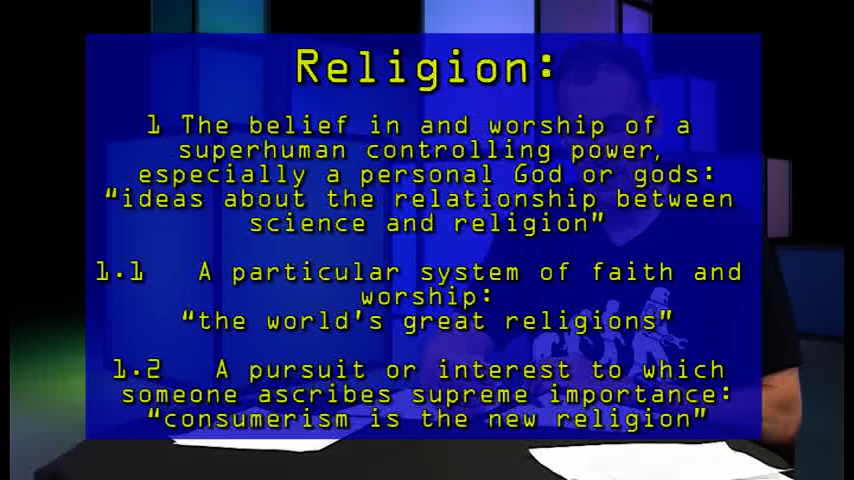 Religion:
1 The belief in and worship of a
superhuman controlling power,
especially a personal God or gods:
“ideas about the relationship between
science and religion”
1.1 A particular system of faith and
worship:
“the world's great religions”
1.2 A pursuit or interest to which
someone ascribes supreme importance:
“consumerism is the new religion”